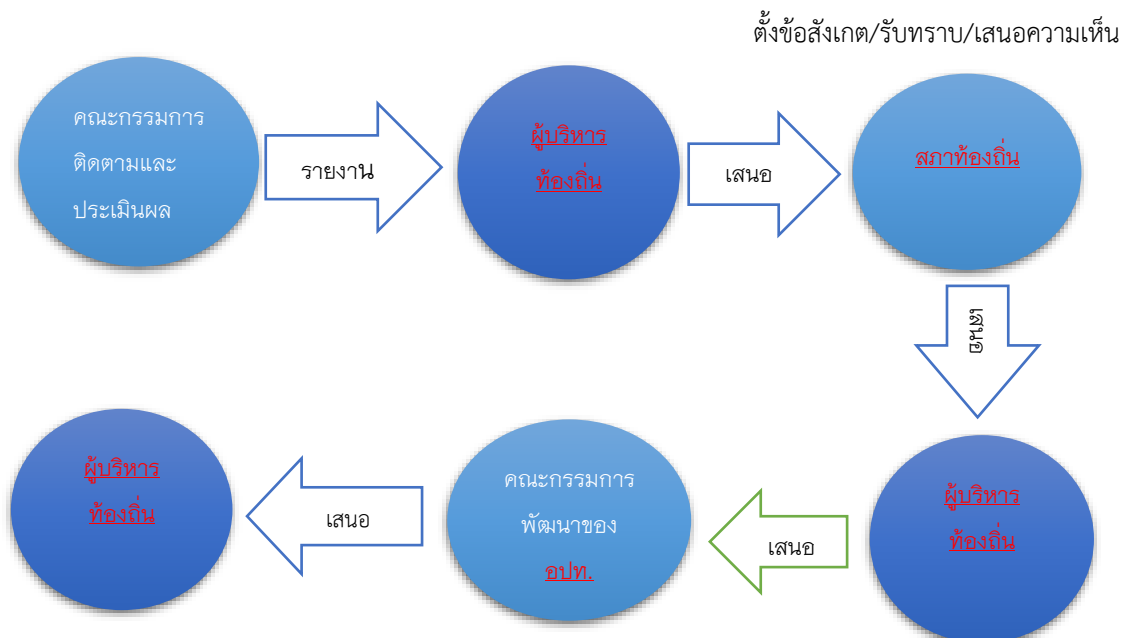 ตั้งข้อสังเกต/รับทราบ/เสนอความเห็น
คณะกรรมการ
ติดตามและ
ประเมินผล
รายงาน
ผู้บริหาร
ท้องถิ่น
เสนอ
สภาท้องถิ่น
เสนอ
ผู้บริหาร
ท้องถิ่น
เสนอ
คณะกรรมการ
พัฒนาของ
อปท.
เสนอ
ผู้บริหาร
ท้องถิ่น